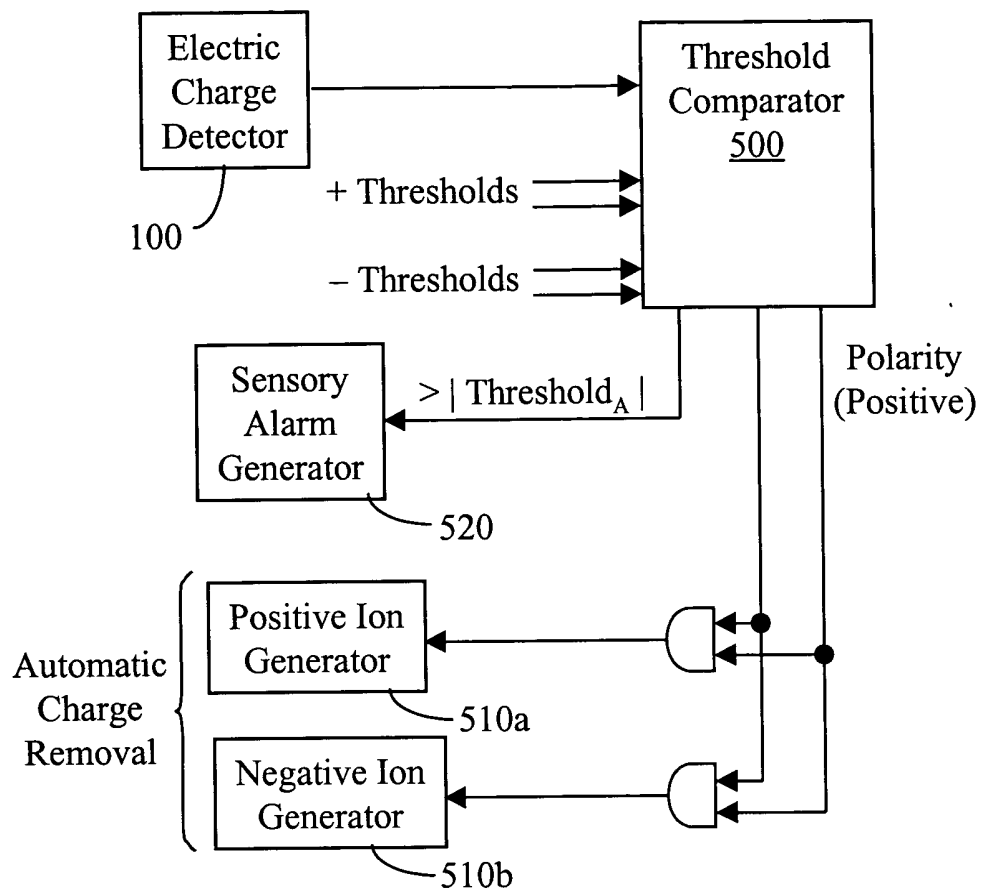 Electric
Charge
Detector
100
Threshold
Comparator
500
+ Thresholds
– Thresholds
Polarity
(Positive)
> | Threshold_A |
Sensory
Alarm
Generator
520
Automatic
Charge
Removal
Positive Ion
Generator
510a
Negative Ion
Generator
510b